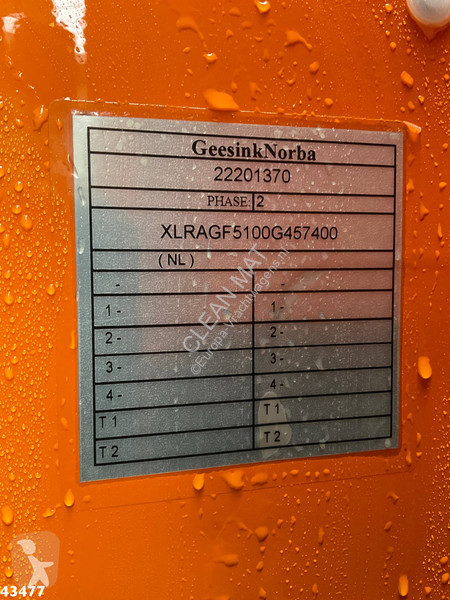 GeesinkNorba
22201370
PHASE: 2
XLRAGF5100G457400
( NL )
- -
1 - 1 -
2 - 2 -
3 - 3 -
4 - 4 -
T 1 T 1
T 2 T 2
CLEAN MAT
43477